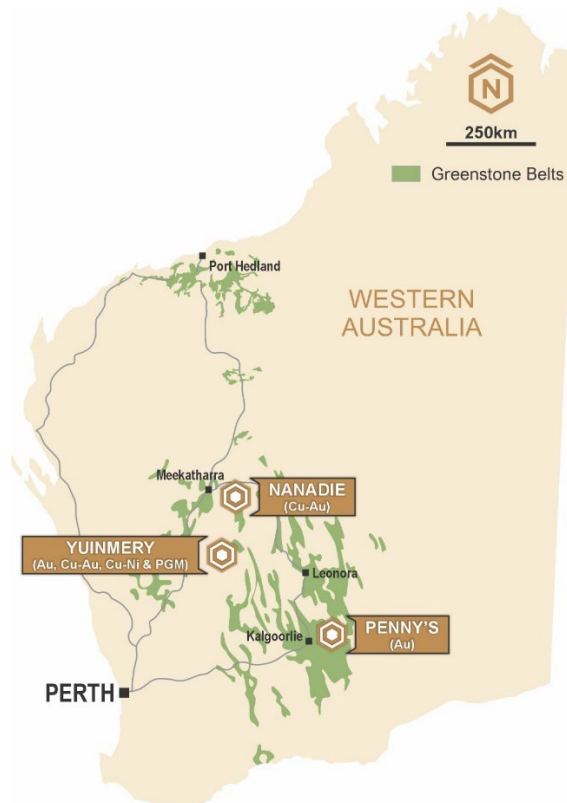 N
250km
Greenstone Belts
Port Hedland
WESTERN
AUSTRALIA
Meekatharra
NANADIE
(Cu-Au)
YUINMERY
(Au, Cu-Au, Cu-Ni & PGM)
Leonora
Kalgoorlie
PENNY'S
(Au)
PERTH